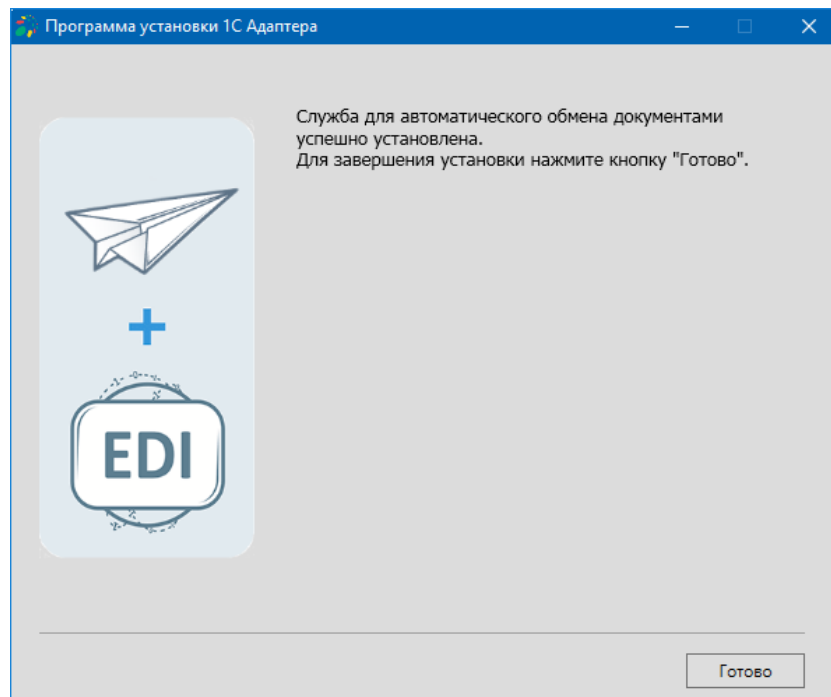 Программа установки 1С Адаптера
Служба для автоматического обмена документами
успешно установлена.
Для завершения установки нажмите кнопку "Готово".
EDI
Готово